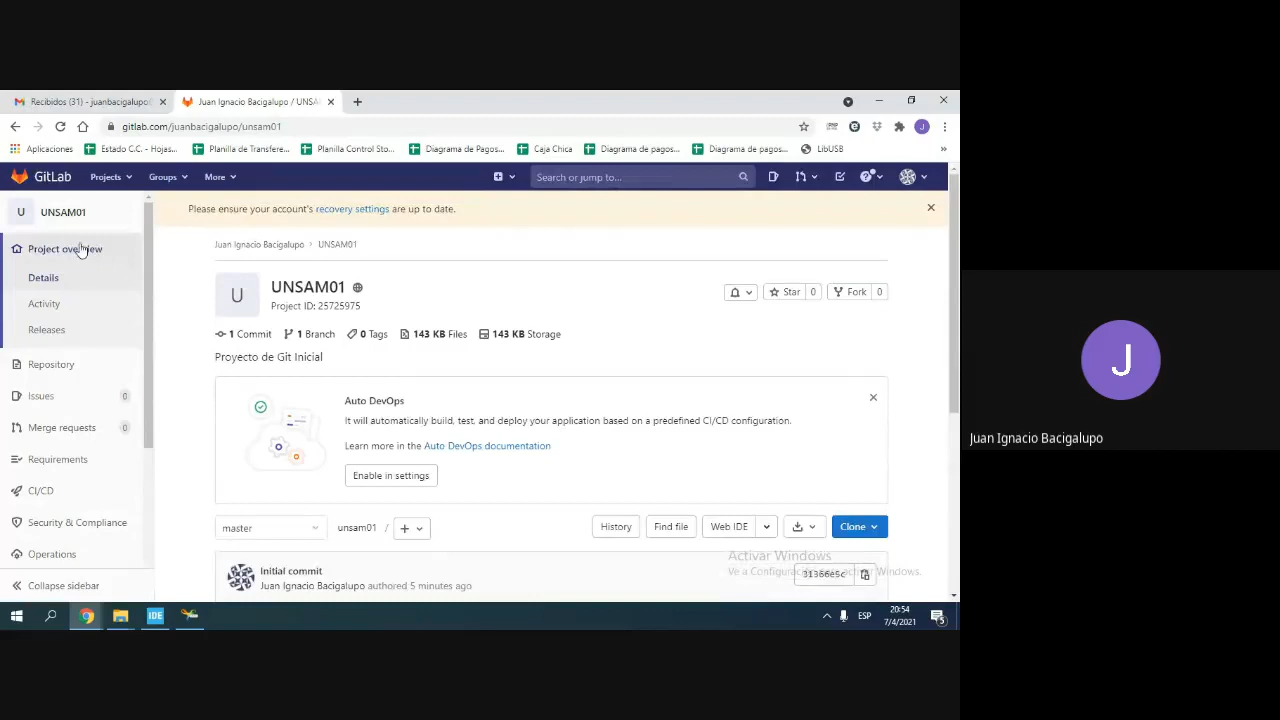 Recibidos (31) - juanbacigalupo
Juan Ignacio Bacigalupo / UNSA
gitlab.com/juanbacigalupo/unsam01
Aplicaciones Estado G.C. - Hojas... Planilla de Transfere... Planilla Control Sto... Diagrama de Pagos... Caja Chica Diagrama de pagos... Diagrama de pagos... LibUSB »
GitLab Projects Groups More Search or jump to...
U UNSAM01
Please ensure your account's recovery settings are up to date.
Project overview
Details
Activity
Releases
Repository
Issues 0
Merge requests 0
Requirements
CI/CD
Security & Compliance
Operations
Collapse sidebar
Juan Ignacio Bacigalupo > UNSAM01
U
UNSAM01
Project ID: 25725975
Star 0 Fork 0
1 Commit 1 Branch 0 Tags 143 KB Files 143 KB Storage
Proyecto de Git Inicial
Auto DevOps
It will automatically build, test, and deploy your application based on a predefined CI/CD configuration.
Learn more in the Auto DevOps documentation
Enable in settings
master unsam01 / + History Find file Web IDE Clone
Initial commit
Juan Ignacio Bacigalupo authored 5 minutes ago
31366e5c
Activar Windows
Ve a Configuración para activar Windows.
IDE
ESP
20:54
7/4/2021
5
J
Juan Ignacio Bacigalupo